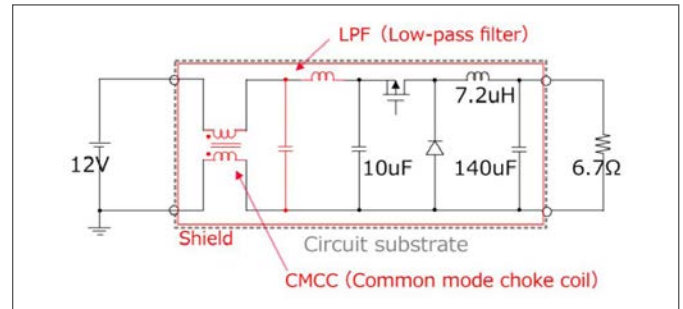 LPF (Low-pass filter)
7.2uH
12V
10uF
140uF
6.7Ω
Shield
Circuit substrate
CMCC (Common mode choke coil)